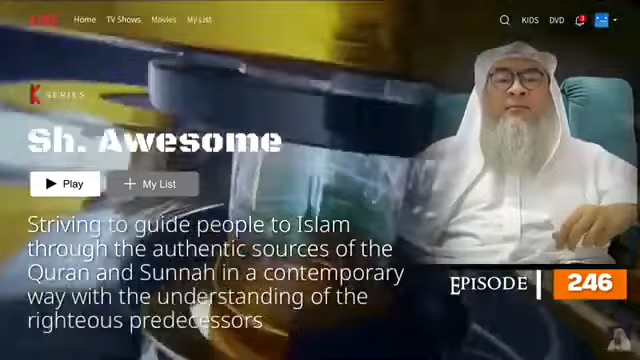 LIVE
Home TV Shows Movies My List
KIDS DVD
K SERIES
Sh. Awesome
Play
+ My List
Striving to guide people to Islam
through the authentic sources of the
Quran and Sunnah in a contemporary
way with the understanding of the
righteous predecessors
EPISODE | 246